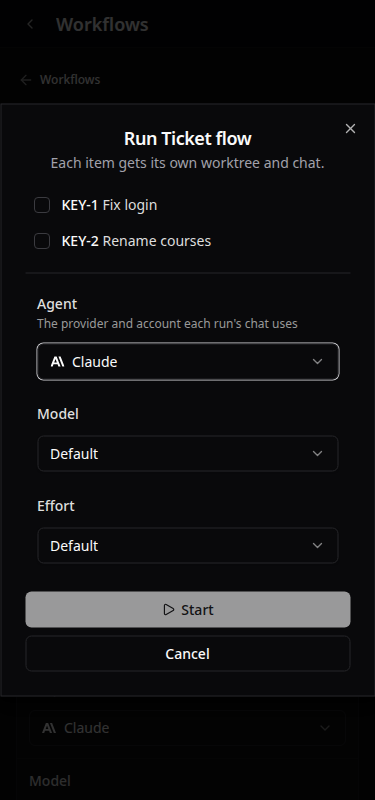 Workflows
Workflows
Run Ticket flow
Each item gets its own worktree and chat.
KEY-1 Fix login
KEY-2 Rename courses
Agent
The provider and account each run's chat uses
Claude
Model
Default
Effort
Default
Start
Cancel
Claude
Model